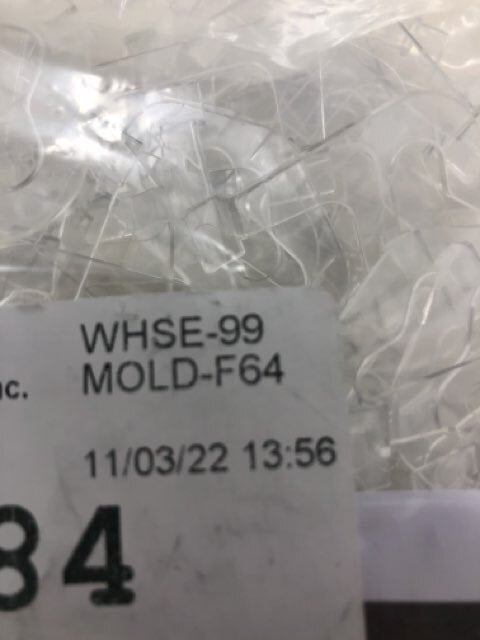 WHSE-99
nc. MOLD-F64
11/03/22 13:56
84